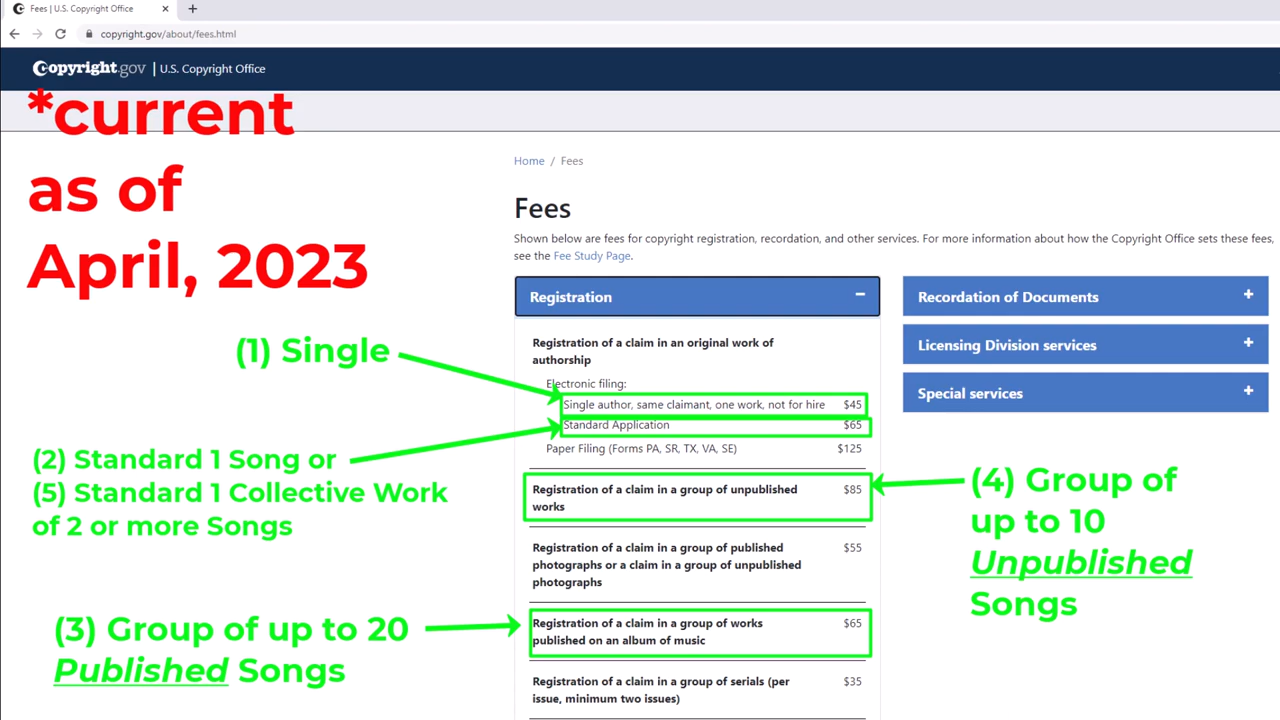 Fees | U.S. Copyright Office
copyright.gov/about/fees.html
Copyright.gov | U.S. Copyright Office
*current
as of
April, 2023
Home / Fees
Fees
Shown below are fees for copyright registration, recordation, and other services. For more information about how the Copyright Office sets these fees,
see the Fee Study Page.
Registration
Recordation of Documents
Licensing Division services
Special services
(1) Single
Registration of a claim in an original work of
authorship
Electronic filing:
Single author, same claimant, one work, not for hire $45
Standard Application $65
Paper Filing (Forms PA, SR, TX, VA, SE) $125
(2) Standard 1 Song or
(5) Standard 1 Collective Work
of 2 or more Songs
Registration of a claim in a group of unpublished $85
works
(4) Group of
up to 10
Unpublished
Songs
Registration of a claim in a group of published $55
photographs or a claim in a group of unpublished
photographs
(3) Group of up to 20
Published Songs
Registration of a claim in a group of works $65
published on an album of music
Registration of a claim in a group of serials (per $35
issue, minimum two issues)